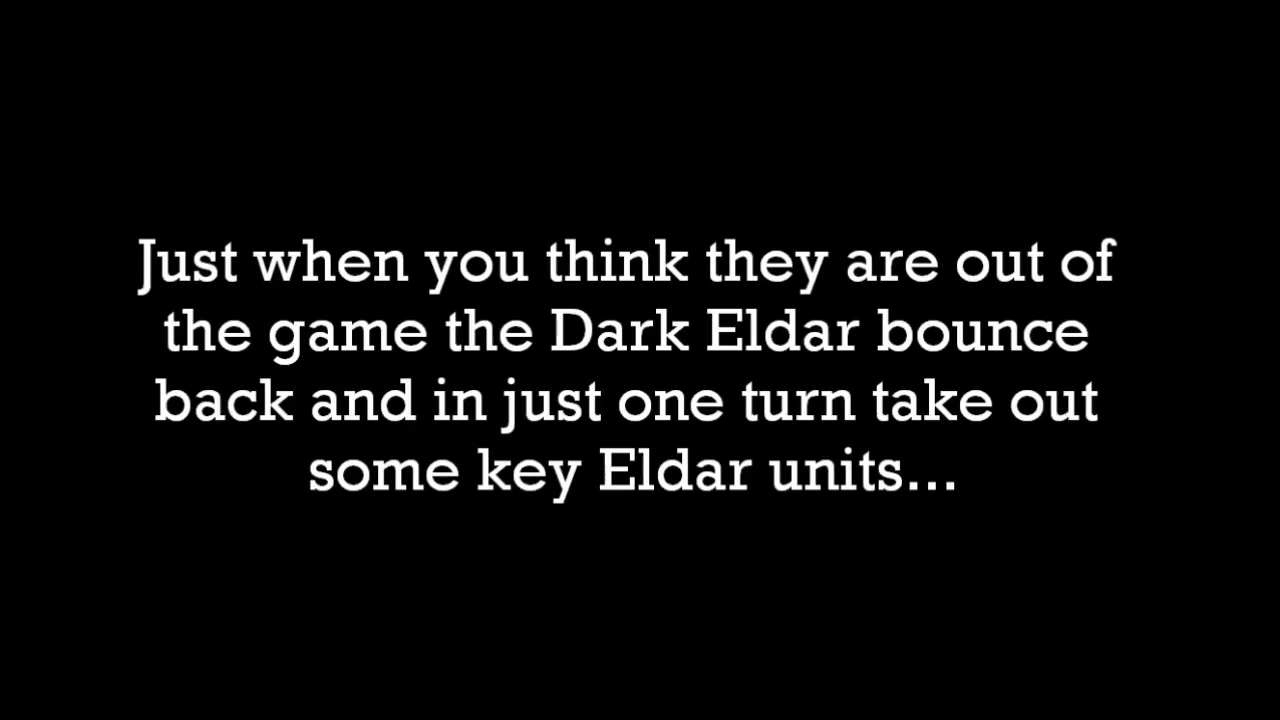 Just when you think they are out of
the game the Dark Eldar bounce
back and in just one turn take out
some key Eldar units...